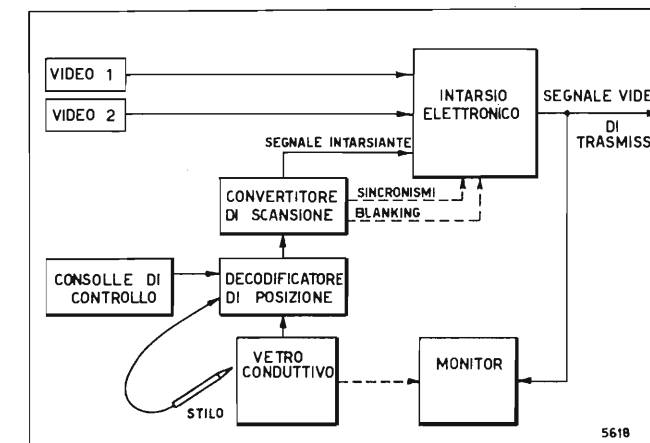 VIDEO 1
VIDEO 2
INTARSIO
ELETTRONICO
SEGNALE VIDE
DI
TRASMISS
SEGNALE INTARSIANTE
CONVERTITORE
DI SCANSIONE
SINCRONISMI
BLANKING
CONSOLLE DI
CONTROLLO
DECODIFICATORE
DI POSIZIONE
VETRO
CONDUTTIVO
MONITOR
STILO
5618